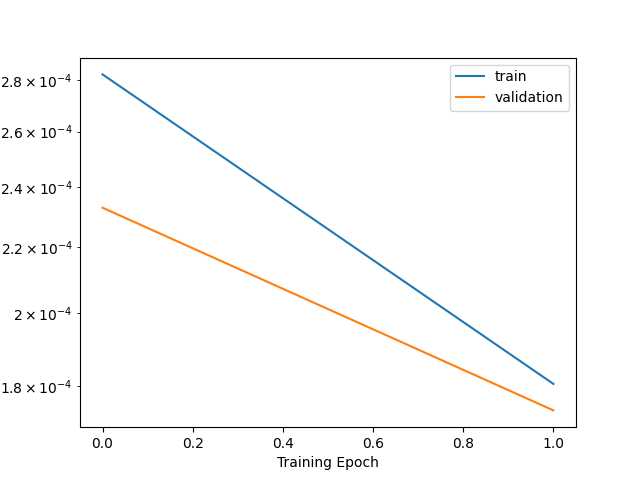 train
validation
2.8 × 10⁻⁴
2.6 × 10⁻⁴
2.4 × 10⁻⁴
2.2 × 10⁻⁴
2 × 10⁻⁴
1.8 × 10⁻⁴
0.0 0.2 0.4 0.6 0.8 1.0
Training Epoch